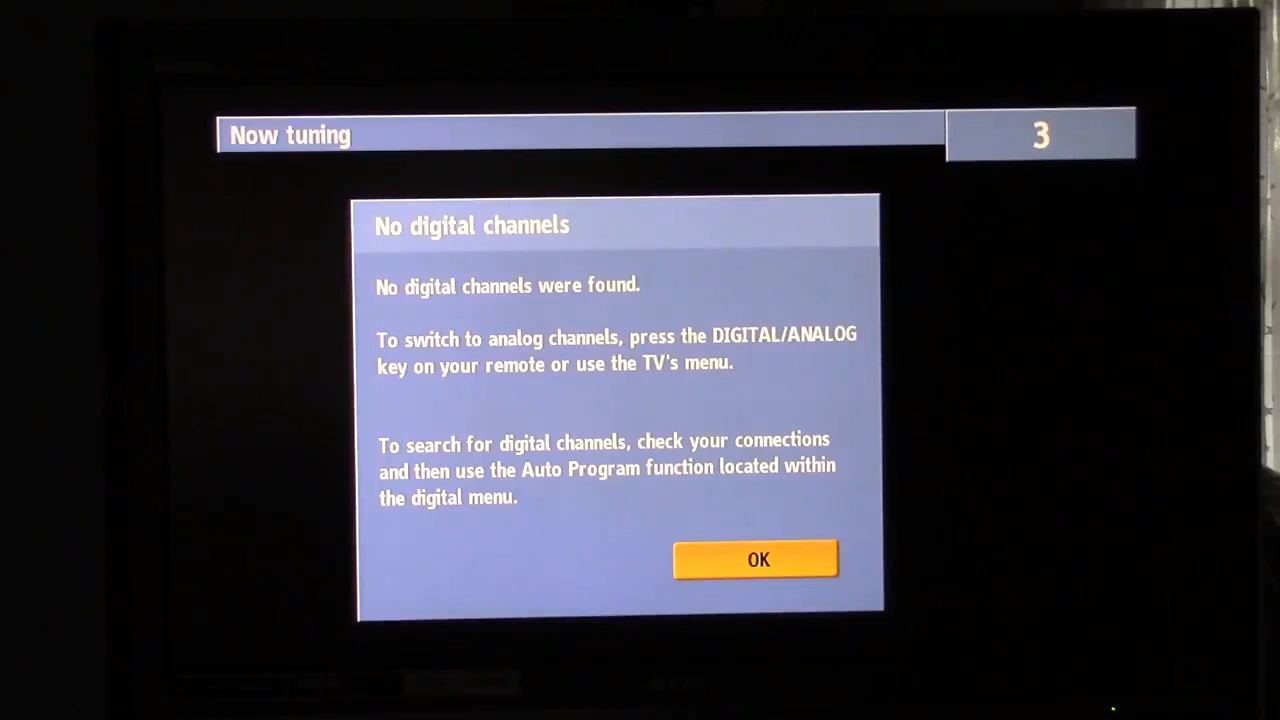 Now tuning
3
No digital channels
No digital channels were found.
To switch to analog channels, press the DIGITAL/ANALOG
key on your remote or use the TV's menu.
To search for digital channels, check your connections
and then use the Auto Program function located within
the digital menu.
OK